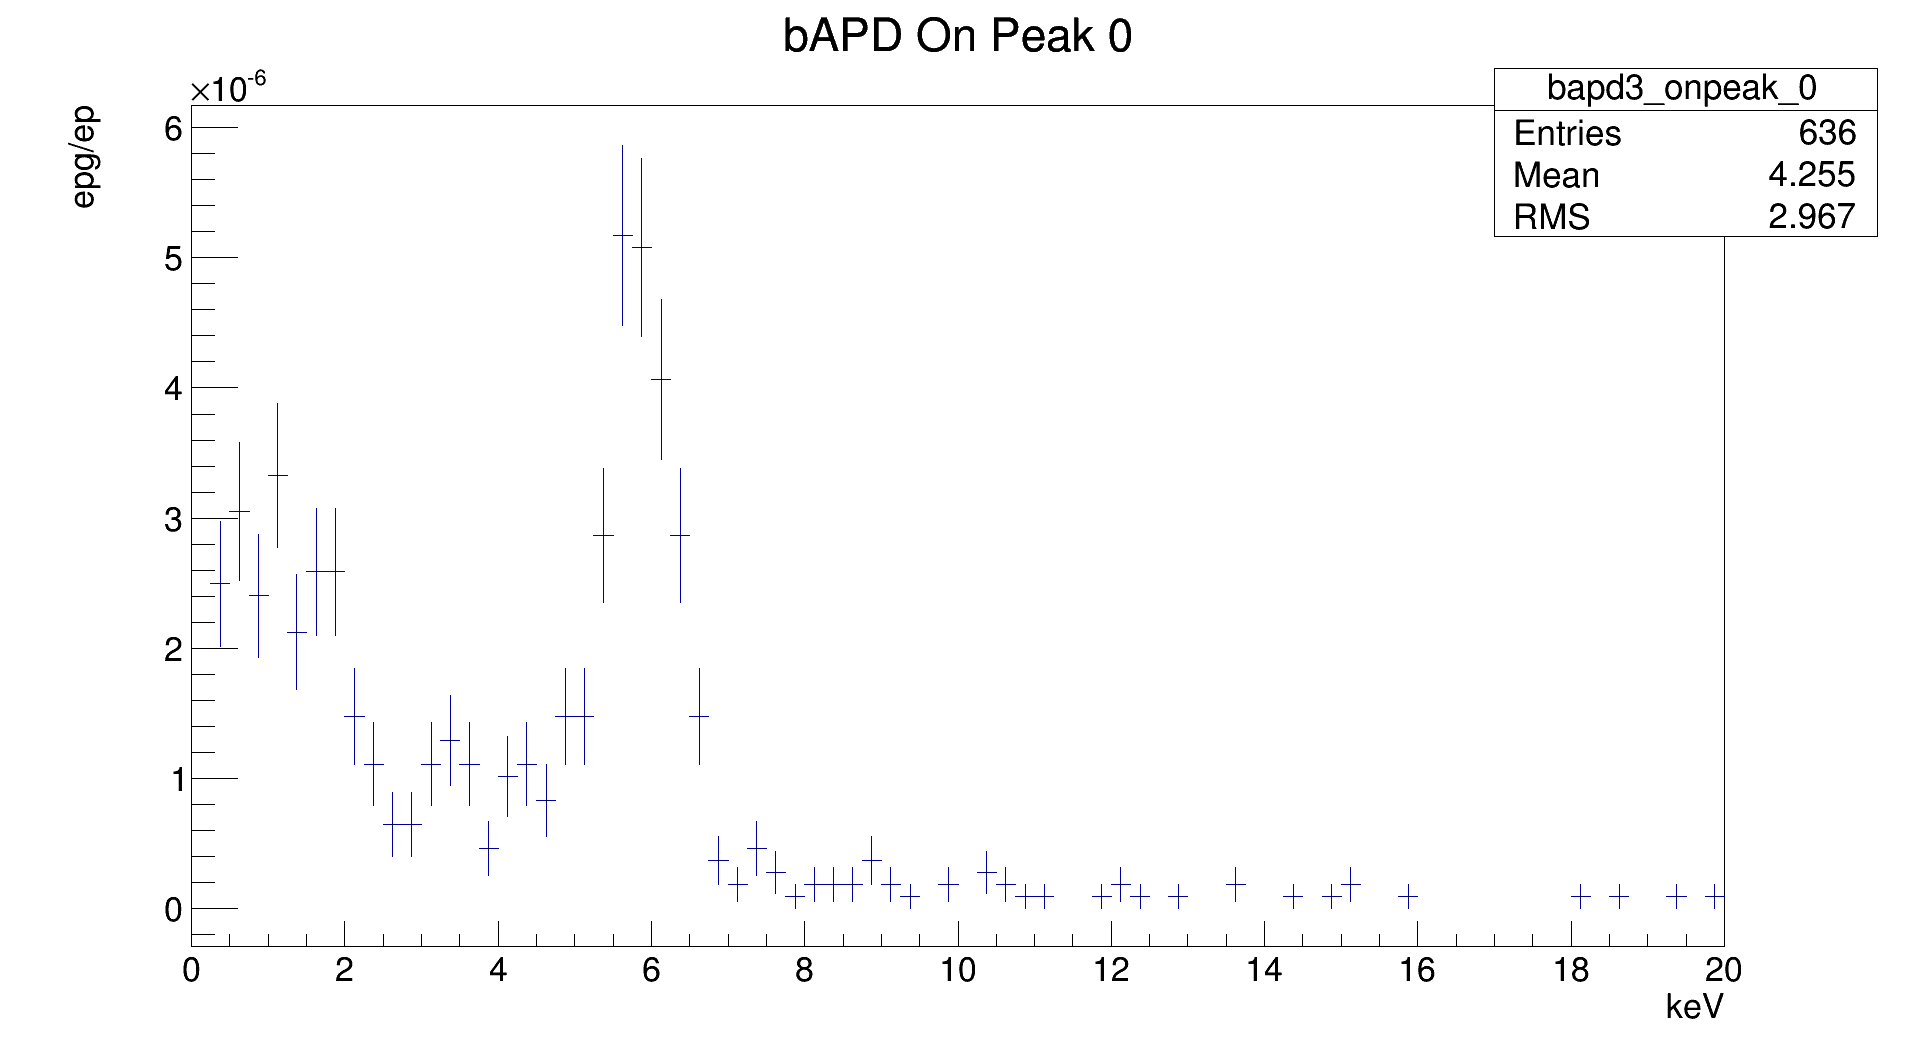 bAPD On Peak 0
×10-6
epg/ep
bapd3_onpeak_0
Entries 636
Mean 4.255
RMS 2.967
6
5
4
3
2
1
0
0 2 4 6 8 10 12 14 16 18 20
keV